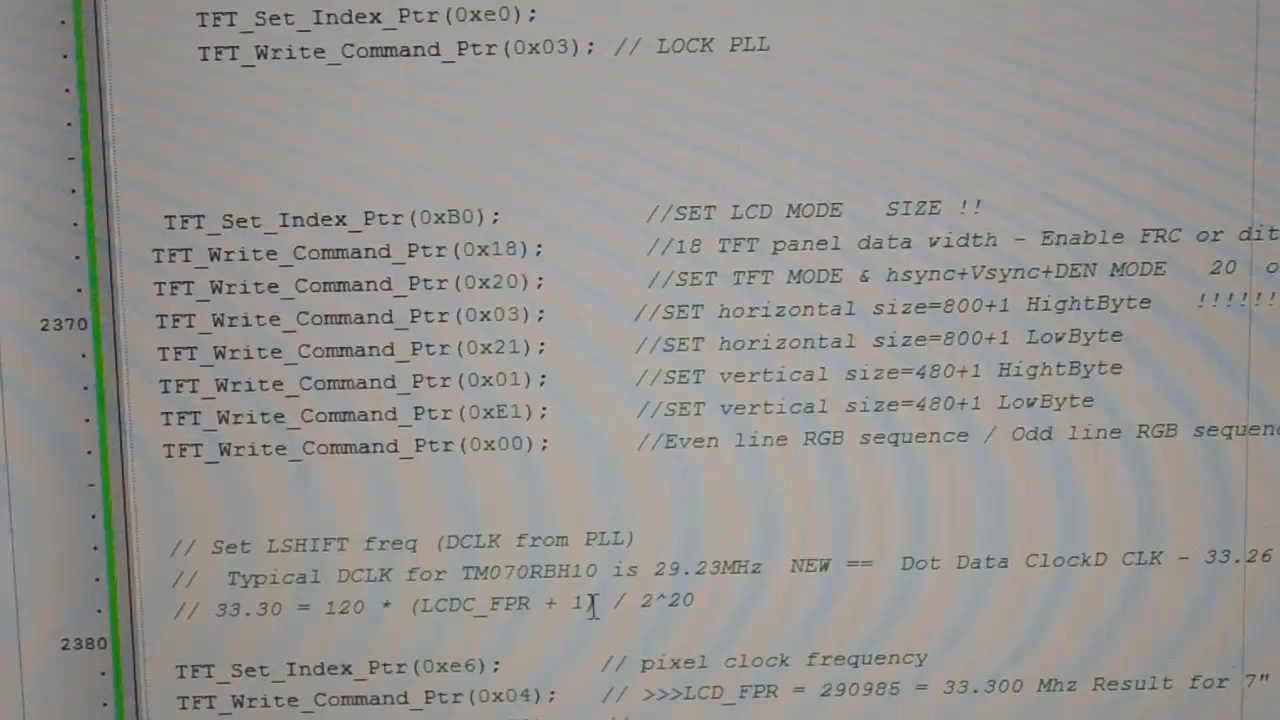 TFT_Set_Index_Ptr(0xe0);
TFT_Write_Command_Ptr(0x03); // LOCK PLL
TFT_Set_Index_Ptr(0xB0); //SET LCD MODE SIZE !!
TFT_Write_Command_Ptr(0x18); //18 TFT panel data width - Enable FRC or dit
TFT_Write_Command_Ptr(0x20); //SET TFT MODE & hsync+Vsync+DEN MODE 20 o
2370 TFT_Write_Command_Ptr(0x03); //SET horizontal size=800+1 HightByte !!!!!!
TFT_Write_Command_Ptr(0x21); //SET horizontal size=800+1 LowByte
TFT_Write_Command_Ptr(0x01); //SET vertical size=480+1 HightByte
TFT_Write_Command_Ptr(0xE1); //SET vertical size=480+1 LowByte
TFT_Write_Command_Ptr(0x00); //Even line RGB sequence / Odd line RGB sequenc
// Set LSHIFT freq (DCLK from PLL)
// Typical DCLK for TM070RBH10 is 29.23MHz NEW == Dot Data ClockD CLK - 33.26
// 33.30 = 120 * (LCDC_FPR + 1) / 2^20
2380
TFT_Set_Index_Ptr(0xe6); // pixel clock frequency
TFT_Write_Command_Ptr(0x04); // >>>LCD_FPR = 290985 = 33.300 Mhz Result for 7"